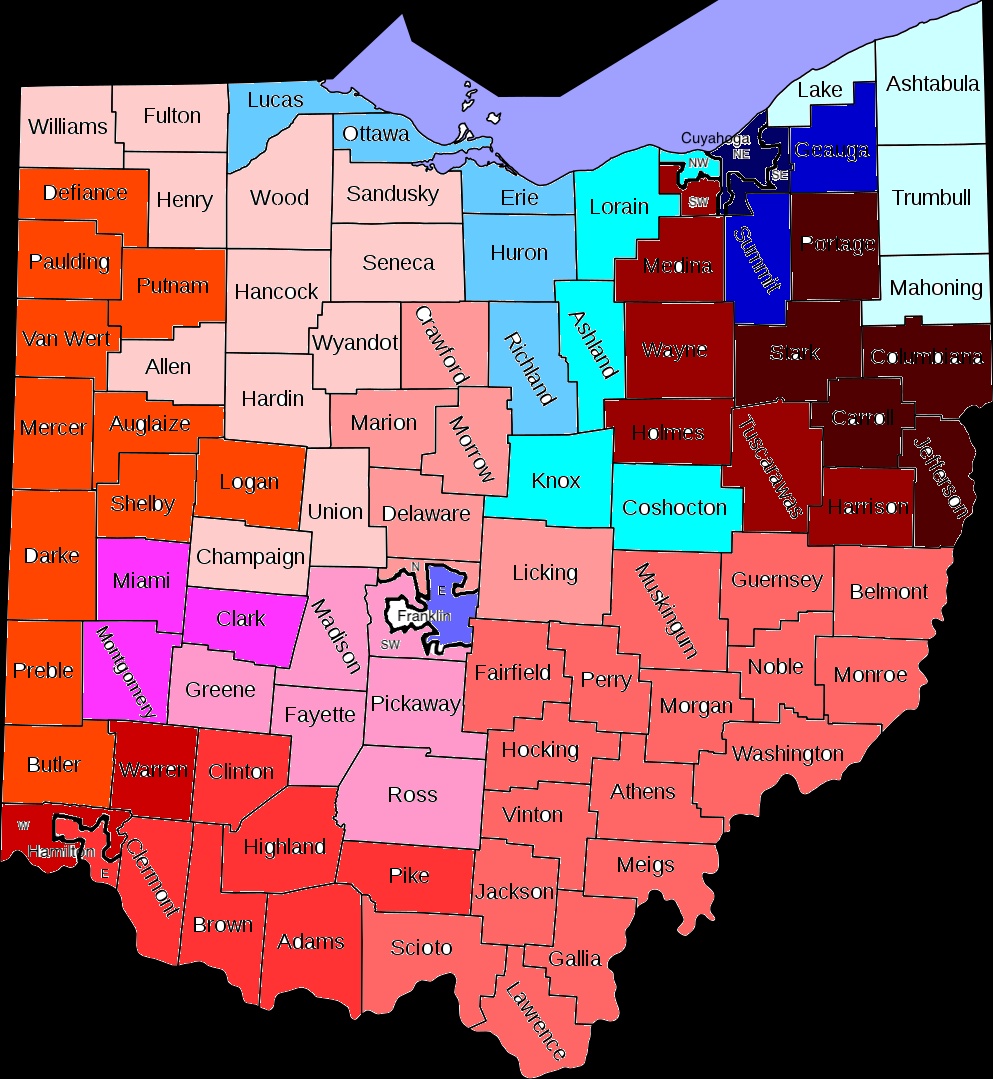 Ashtabula
Lake
Lucas
Fulton
Williams
Ottawa
Cuyahoga
NE
Geauga
NW
SE
Defiance
Henry
Wood
Sandusky
Erie
Lorain
SW
Trumbull
Huron
Portage
Summit
Paulding
Putnam
Hancock
Seneca
Medina
Mahoning
Van Wert
Allen
Wyandot
Crawford
Richland
Ashland
Wayne
Stark
Columbiana
Hardin
Mercer
Auglaize
Marion
Morrow
Holmes
Tuscarawas
Carroll
Jefferson
Logan
Shelby
Union
Delaware
Knox
Coshocton
Harrison
Darke
Miami
Champaign
N
Licking
Muskingum
Guernsey
Belmont
E
Clark
Madison
Franklin
SW
Preble
Montgomery
Greene
Fayette
Pickaway
Fairfield
Perry
Noble
Monroe
Morgan
Butler
Warren
Clinton
Ross
Hocking
Athens
Washington
Vinton
W
Hamilton
E
Clermont
Highland
Pike
Jackson
Meigs
Brown
Adams
Scioto
Gallia
Lawrence